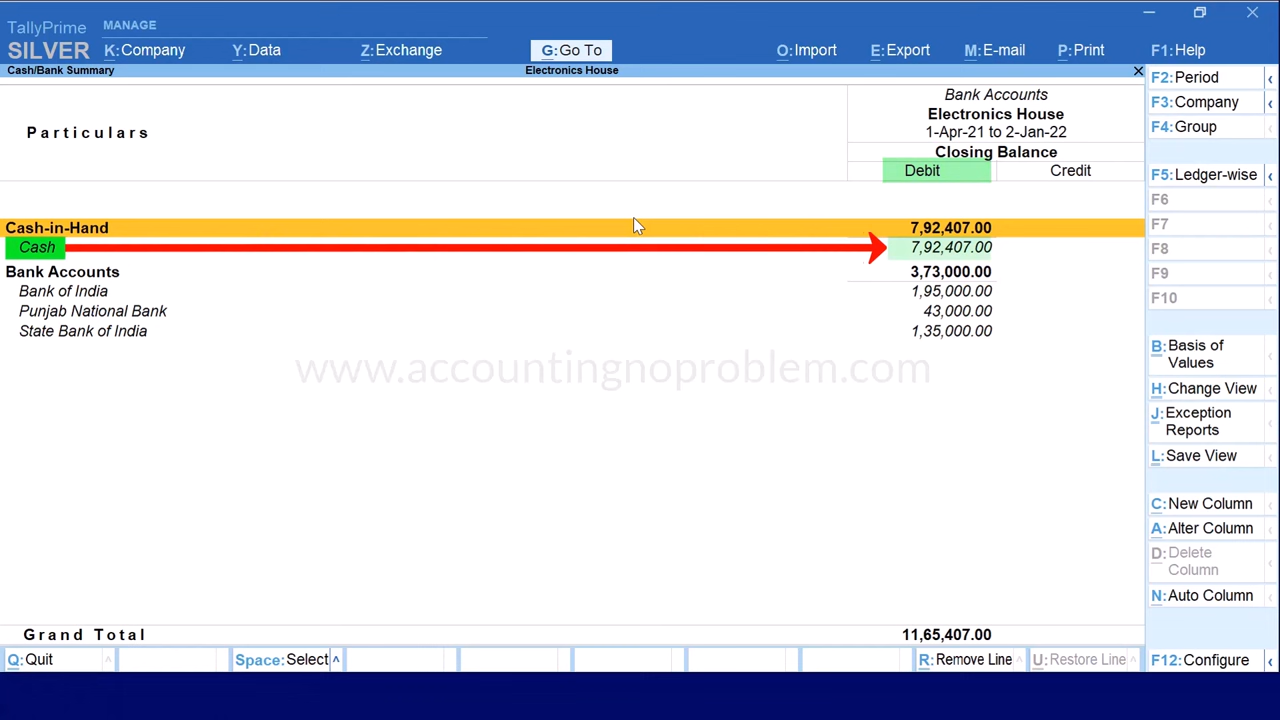 TallyPrime MANAGE
SILVER K:Company Y:Data Z:Exchange G:Go To O:Import E:Export M:E-mail P:Print F1:Help
Cash/Bank Summary Electronics House
Particulars
Bank Accounts
Electronics House
1-Apr-21 to 2-Jan-22
Closing Balance
Debit Credit
Cash-in-Hand 7,92,407.00
Cash 7,92,407.00
Bank Accounts 3,73,000.00
Bank of India 1,95,000.00
Punjab National Bank 43,000.00
State Bank of India 1,35,000.00
www.accountingnoproblem.com
Grand Total 11,65,407.00
F2:Period
F3:Company
F4:Group
F5:Ledger-wise
F6
F7
F8
F9
F10
B:Basis of
Values
H:Change View
J:Exception
Reports
L:Save View
C:New Column
A:Alter Column
D:Delete
Column
N:Auto Column
Q:Quit Space:Select R:Remove Line U:Restore Line F12:Configure